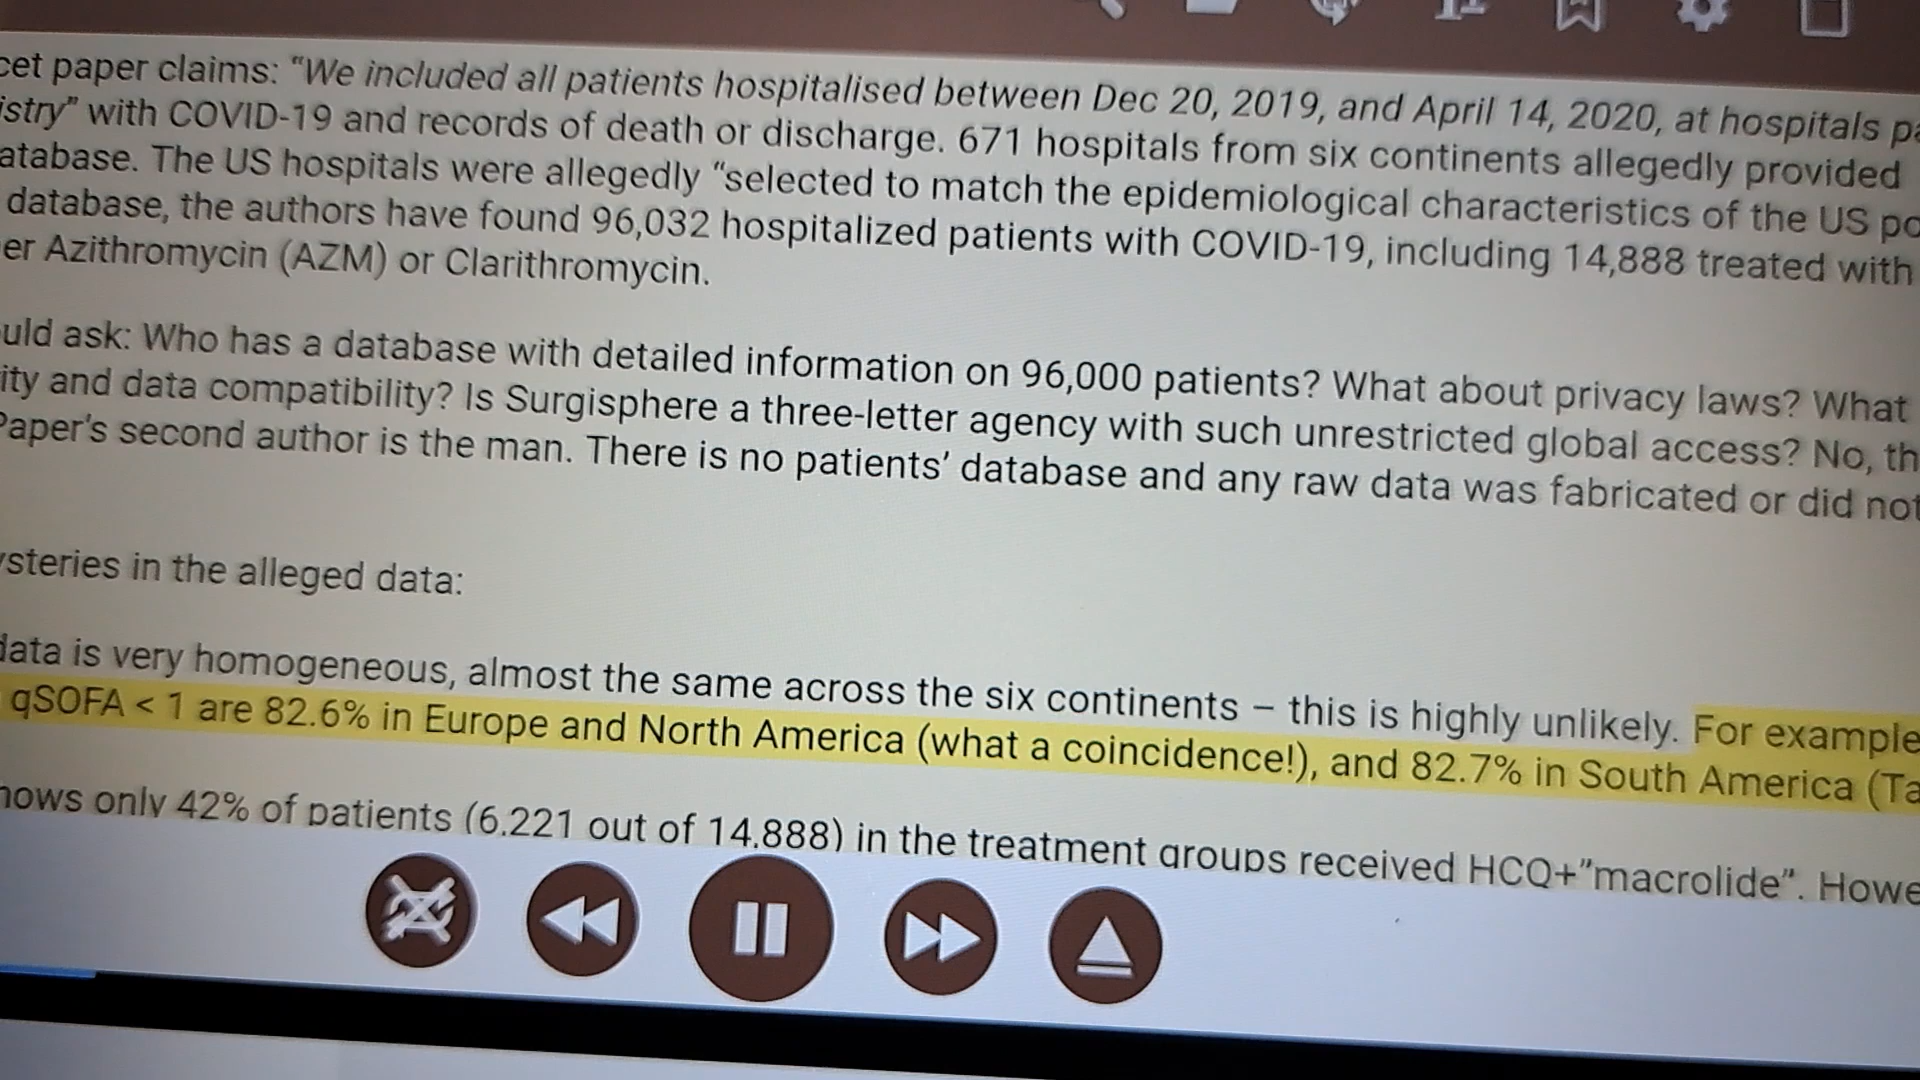 cet paper claims: “We included all patients hospitalised between Dec 20, 2019, and April 14, 2020, at hospitals pa
istry” with COVID-19 and records of death or discharge. 671 hospitals from six continents allegedly provided
atabase. The US hospitals were allegedly “selected to match the epidemiological characteristics of the US po
database, the authors have found 96,032 hospitalized patients with COVID-19, including 14,888 treated with
er Azithromycin (AZM) or Clarithromycin.
uld ask: Who has a database with detailed information on 96,000 patients? What about privacy laws? What
ity and data compatibility? Is Surgisphere a three-letter agency with such unrestricted global access? No, th
Paper’s second author is the man. There is no patients’ database and any raw data was fabricated or did not
ysteries in the alleged data:
data is very homogeneous, almost the same across the six continents – this is highly unlikely. For example
qSOFA < 1 are 82.6% in Europe and North America (what a coincidence!), and 82.7% in South America (Ta
hows only 42% of patients (6,221 out of 14,888) in the treatment groups received HCQ+”macrolide”. Howe